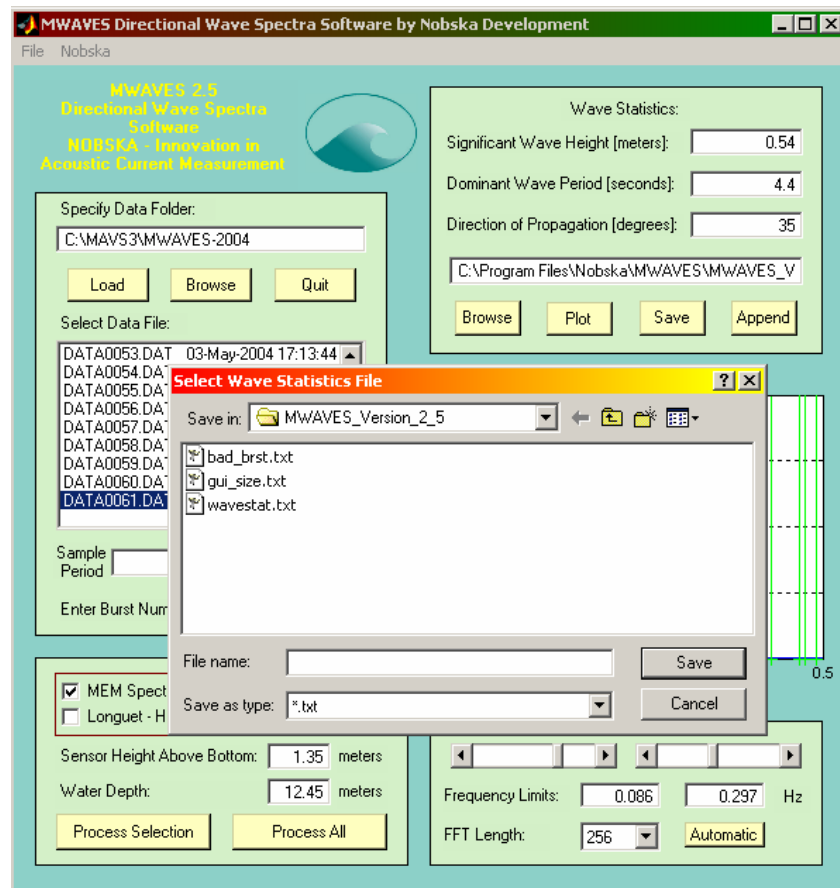 MWAVES Directional Wave Spectra Software by Nobska Development
File Nobska
MWAVES 2.5
Directional Wave Spectra
Software
NOBSKA - Innovation in
Acoustic Current Measurement
Specify Data Folder:
C:\MAVS3\MWAVES-2004
Load Browse Quit
Select Data File:
DATA0053.DAT 03-May-2004 17:13:44
DATA0054.DAT
DATA0055.DAT
DATA0056.DAT
DATA0057.DA
DATA0058.DA
DATA0059.DA
DATA0060.DA
DATA0061.DA
Sample
Period
Enter Burst Num
Wave Statistics:
Significant Wave Height [meters]: 0.54
Dominant Wave Period [seconds]: 4.4
Direction of Propagation [degrees]: 35
C:\Program Files\Nobska\MWAVES\MWAVES_V
Browse Plot Save Append
Select Wave Statistics File
Save in: MWAVES_Version_2_5
bad_brst.txt
gui_size.txt
wavestat.txt
File name:
Save
Save as type: *.txt
Cancel
0.5
MEM Spect
Longuet - H
Sensor Height Above Bottom: 1.35 meters
Water Depth: 12.45 meters
Process Selection Process All
Frequency Limits: 0.086 0.297 Hz
FFT Length: 256 Automatic